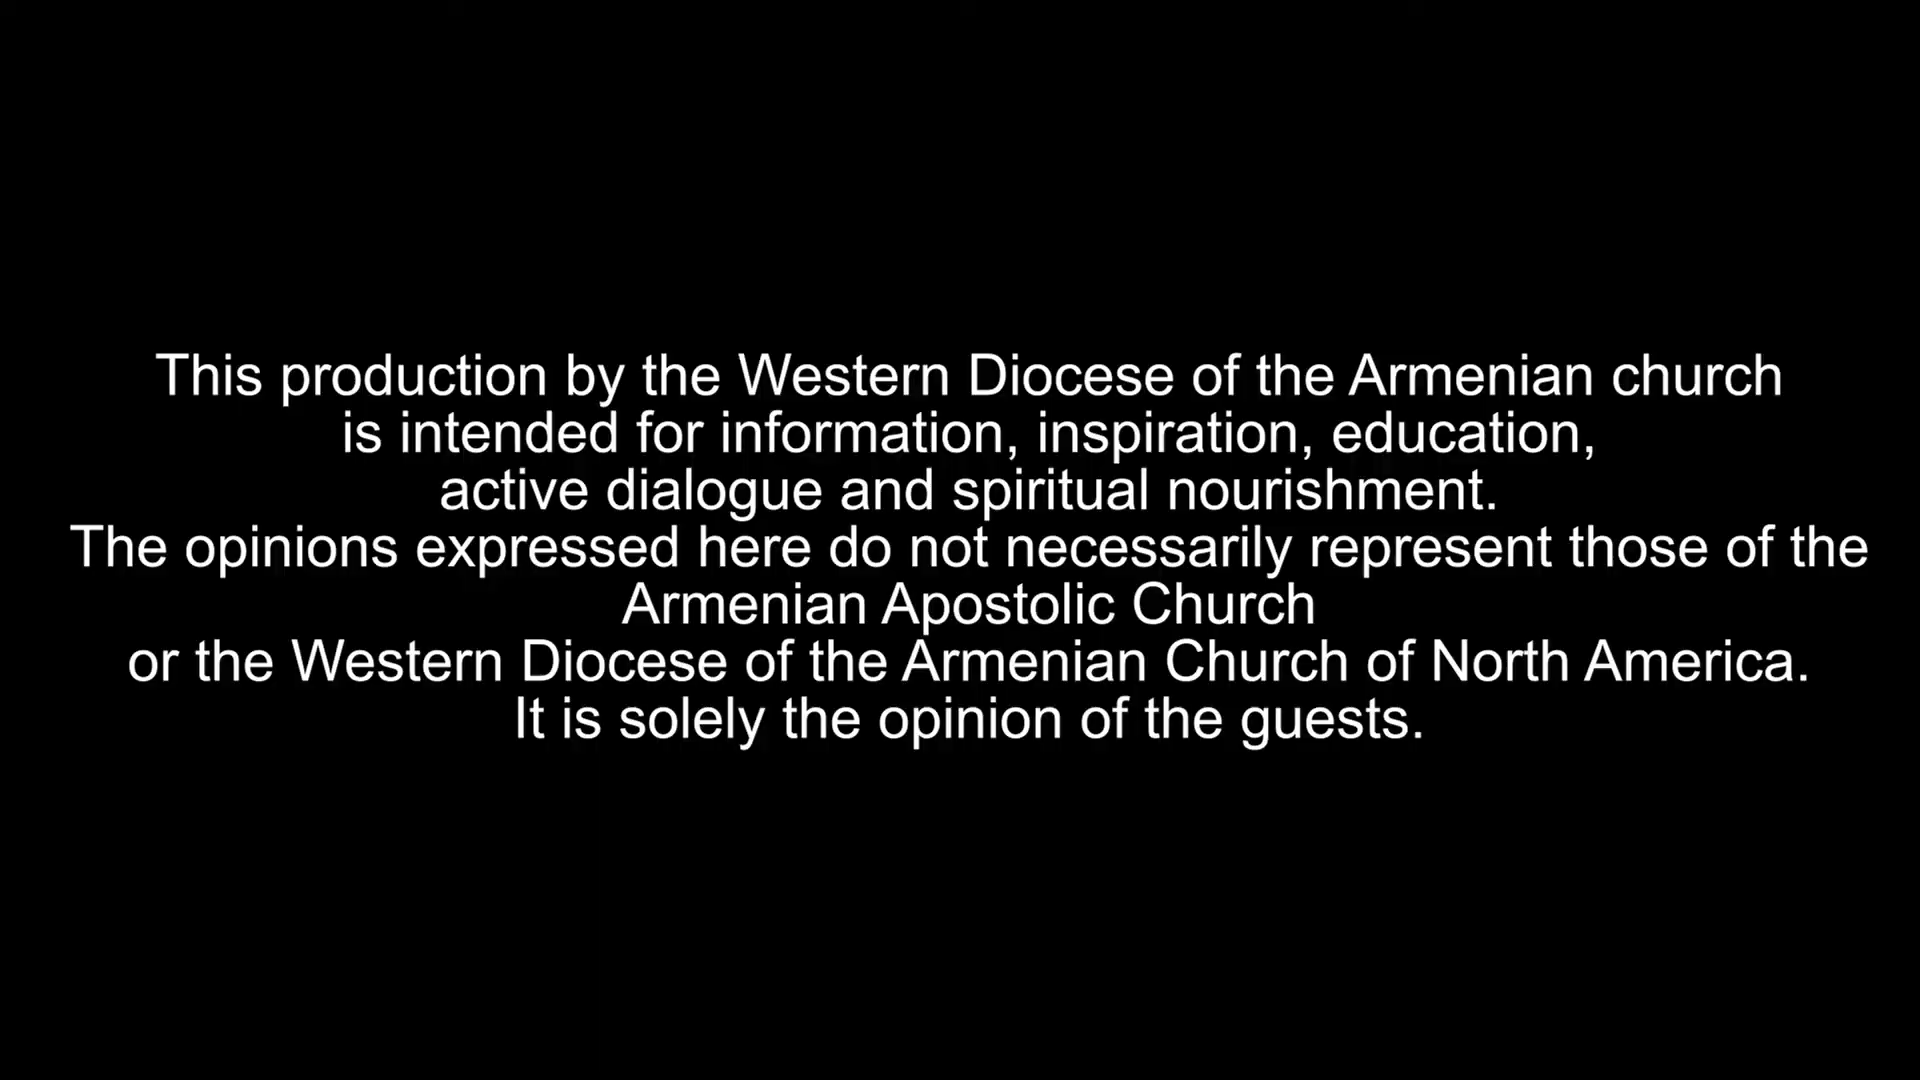 This production by the Western Diocese of the Armenian church
is intended for information, inspiration, education,
active dialogue and spiritual nourishment.
The opinions expressed here do not necessarily represent those of the
Armenian Apostolic Church
or the Western Diocese of the Armenian Church of North America.
It is solely the opinion of the guests.